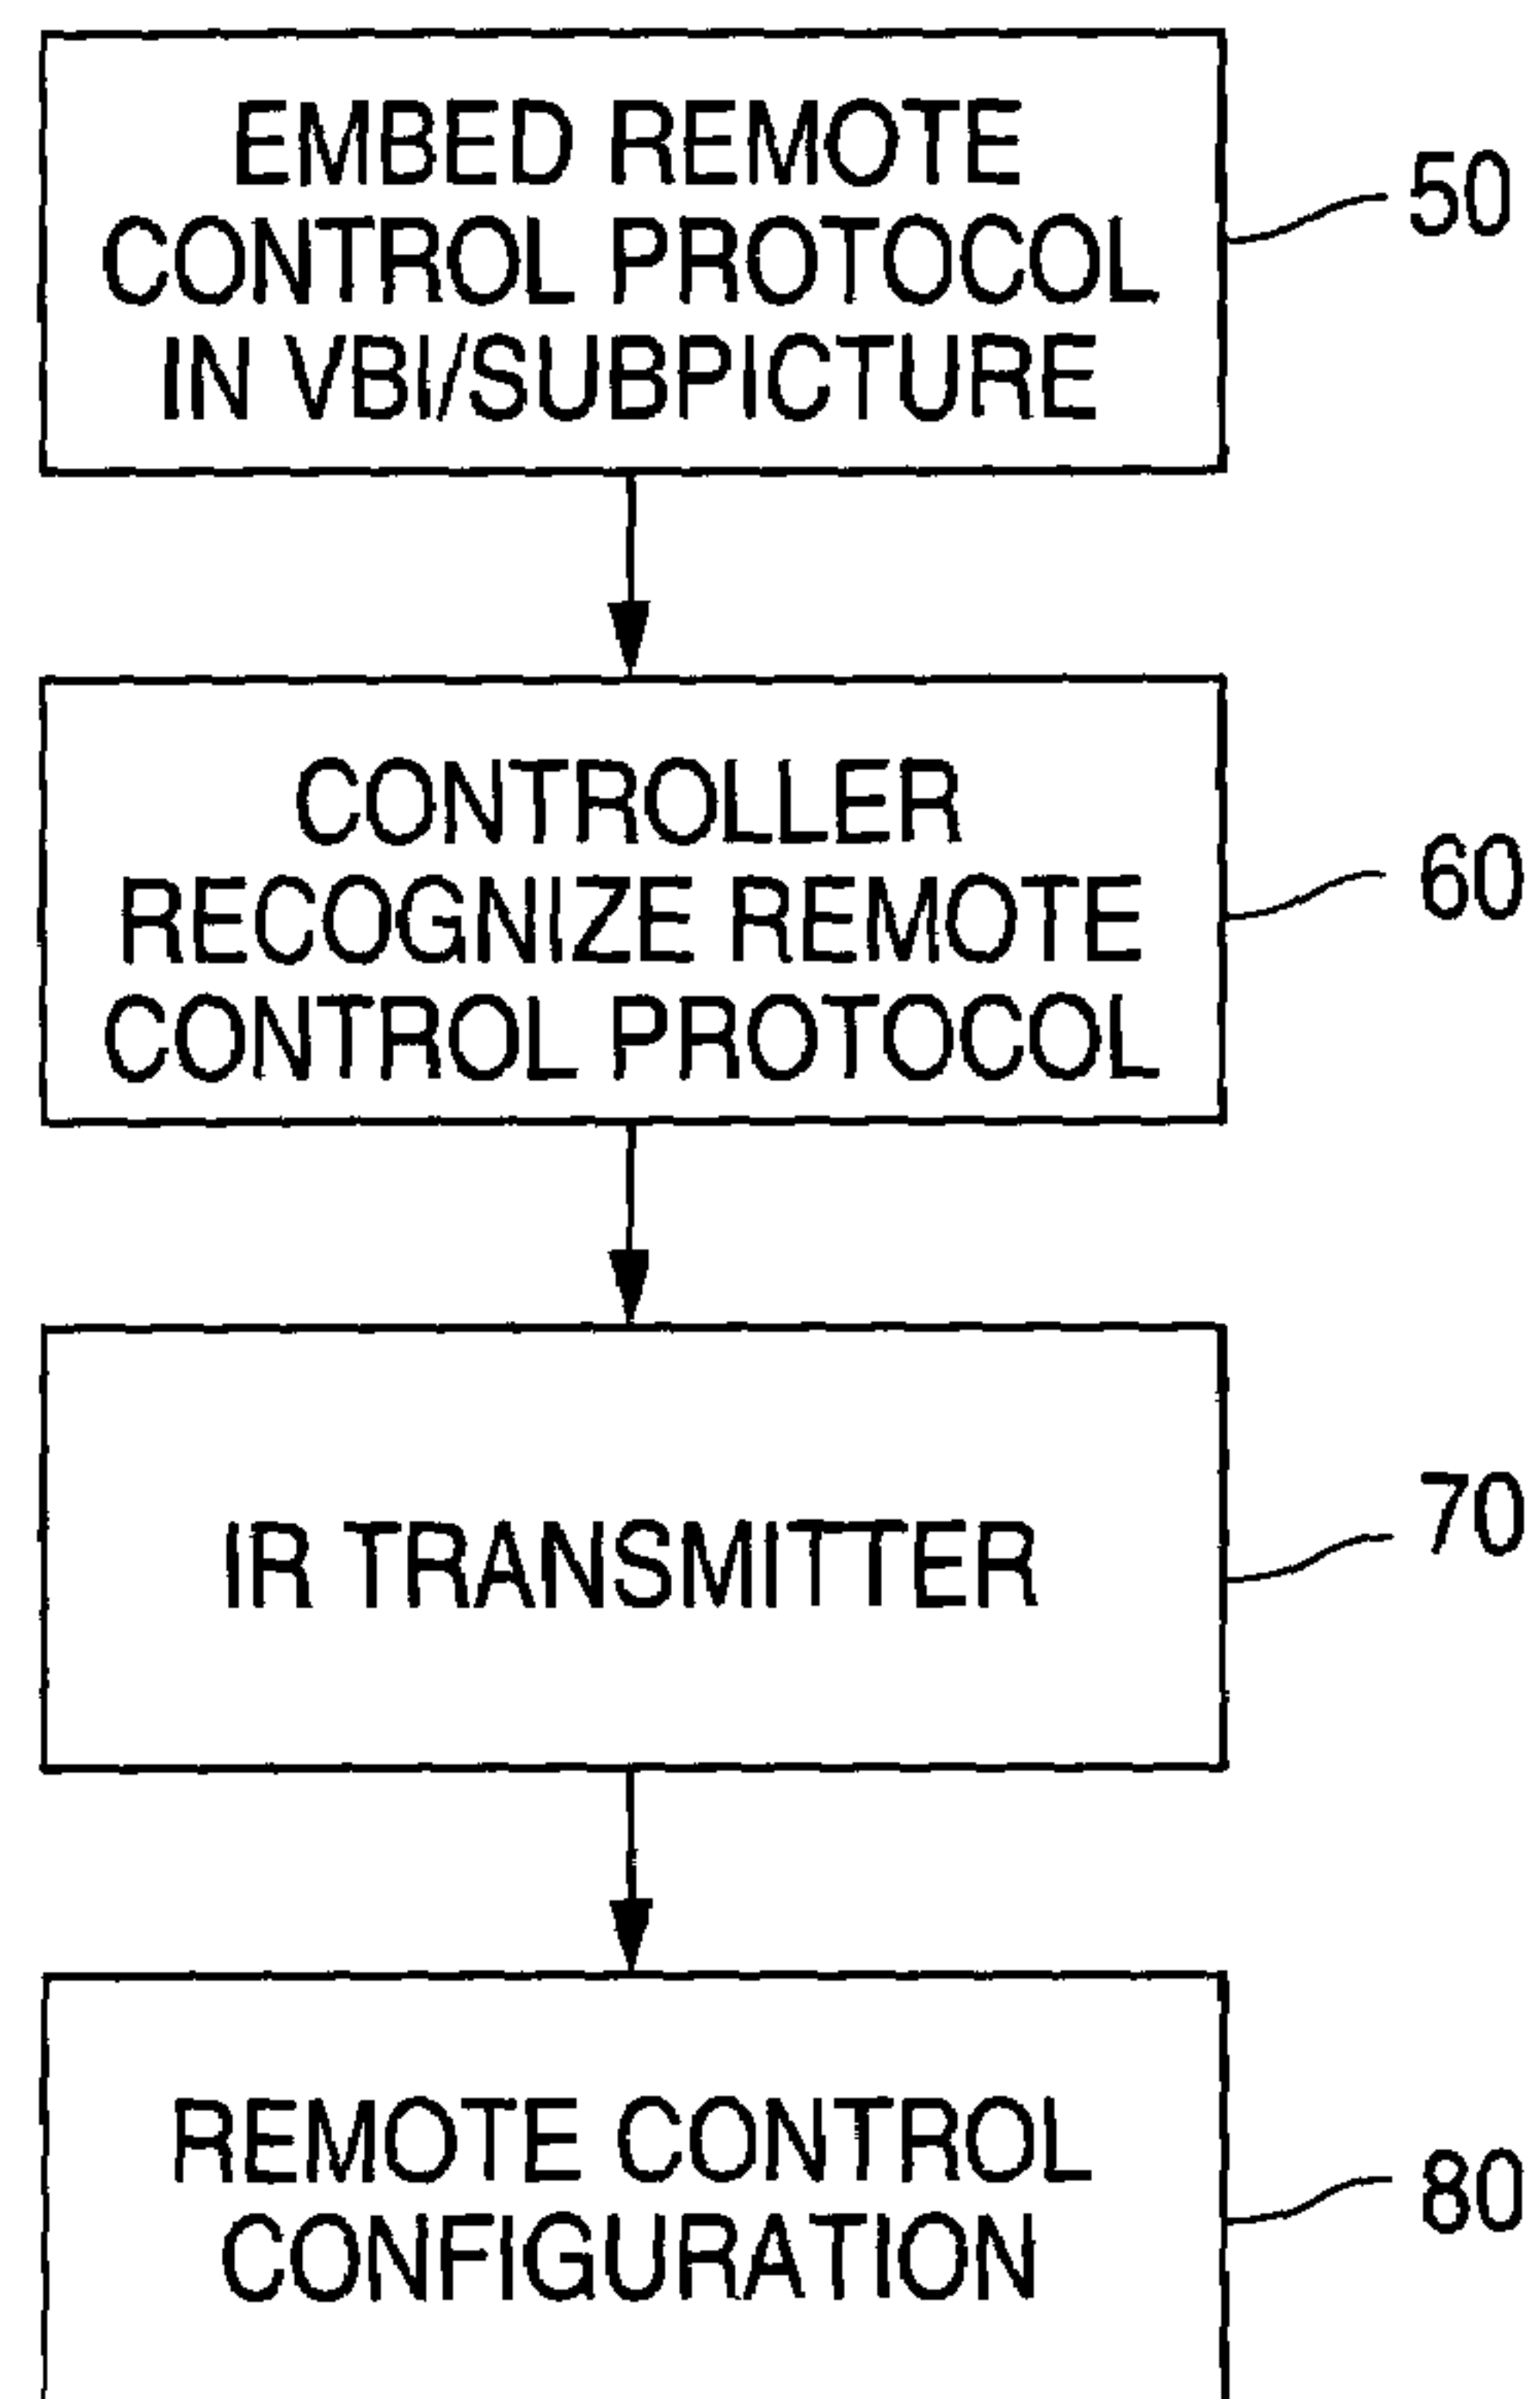 EMBED REMOTE
CONTROL PROTOCOL
IN VBI/SUBPICTURE
50
CONTROLLER
RECOGNIZE REMOTE
CONTROL PROTOCOL
60
IR TRANSMITTER
70
REMOTE CONTROL
CONFIGURATION
80